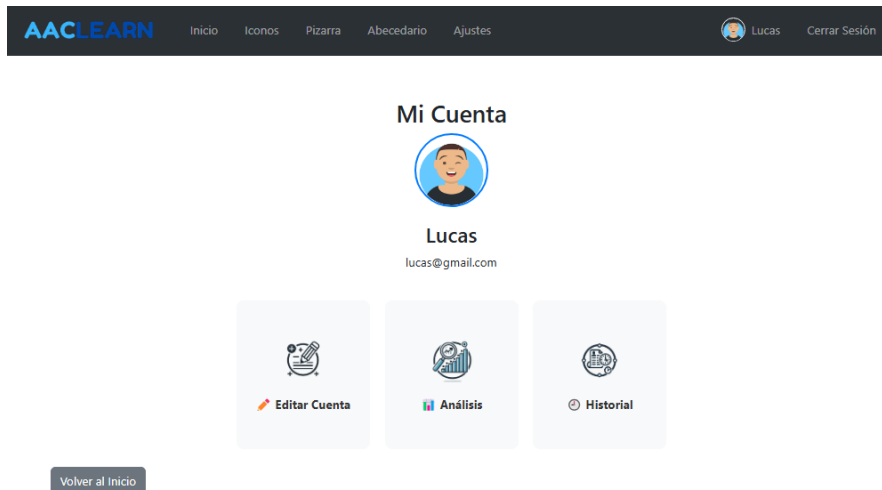 AACLEARN Inicio Iconos Pizarra Abecedario Ajustes Lucas Cerrar Sesión
Mi Cuenta
Lucas
lucas@gmail.com
Editar Cuenta Análisis Historial
Volver al Inicio